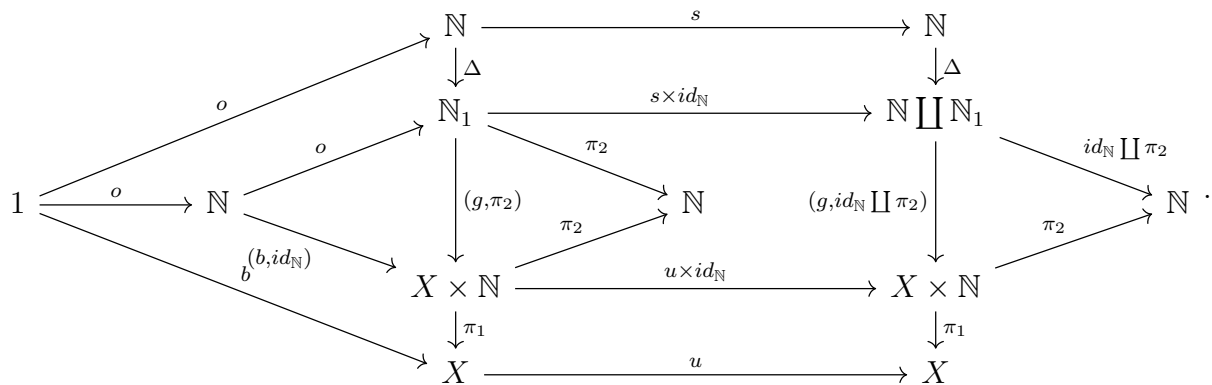 ℕ s ℕ
Δ Δ
o
ℕ₁ s×id_ℕ ℕ∐ℕ₁
o π₂ id_ℕ∐π₂
1 o ℕ (g,π₂) ℕ (g,id_ℕ∐π₂) ℕ .
(b,id_ℕ) π₂ π₂
b
X × ℕ u×id_ℕ X × ℕ
π₁ π₁
X u X